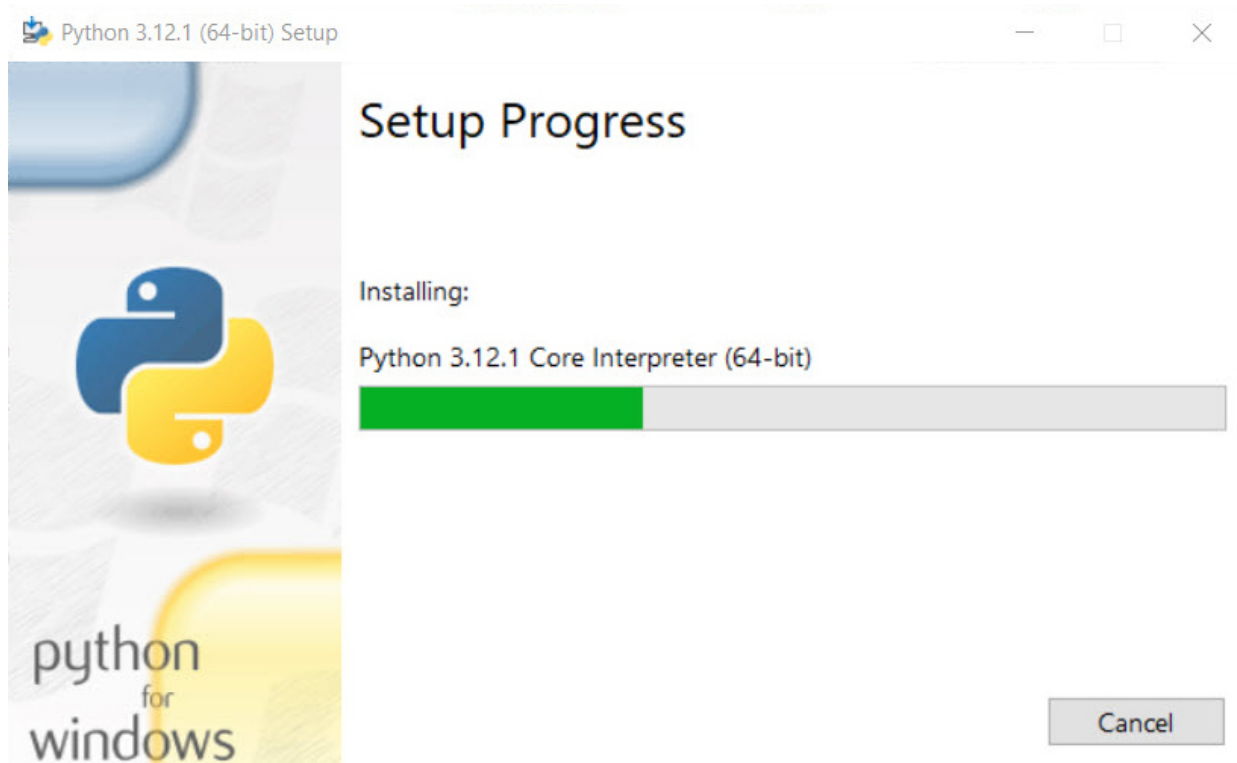 Python 3.12.1 (64-bit) Setup
Setup Progress
Installing:
Python 3.12.1 Core Interpreter (64-bit)
python
for
windows
Cancel